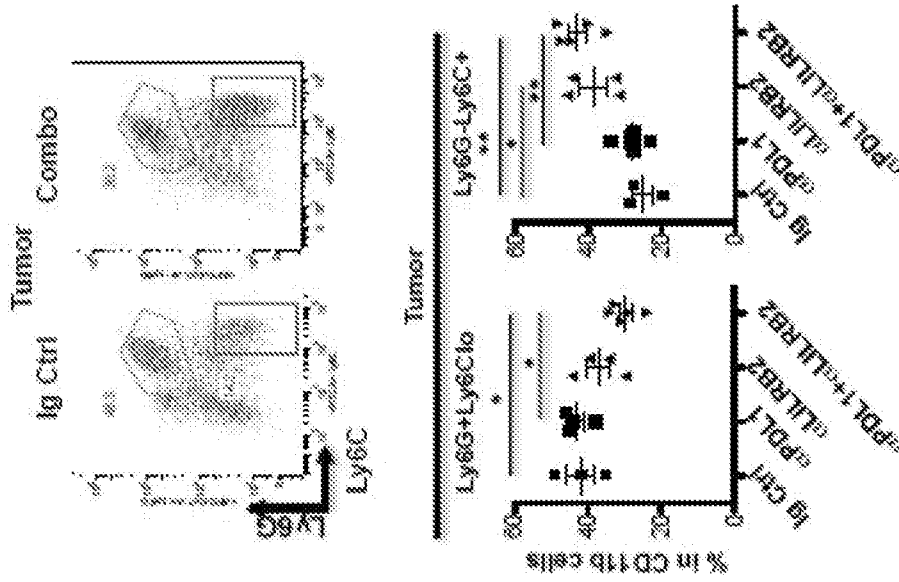 Tumor
Ig Ctrl
Combo
Ly6G
Ly6C
Tumor
Ly6G+Ly6Clo
Ly6G-Ly6C+
**
*
*
*
**
% in CD11b cells
60
40
20
0
60
40
20
0
Ig Ctrl
αPDL1
αLILRB2
αPDL1+αLILRB2
Ig Ctrl
αPDL1
αLILRB2
αPDL1+αLILRB2